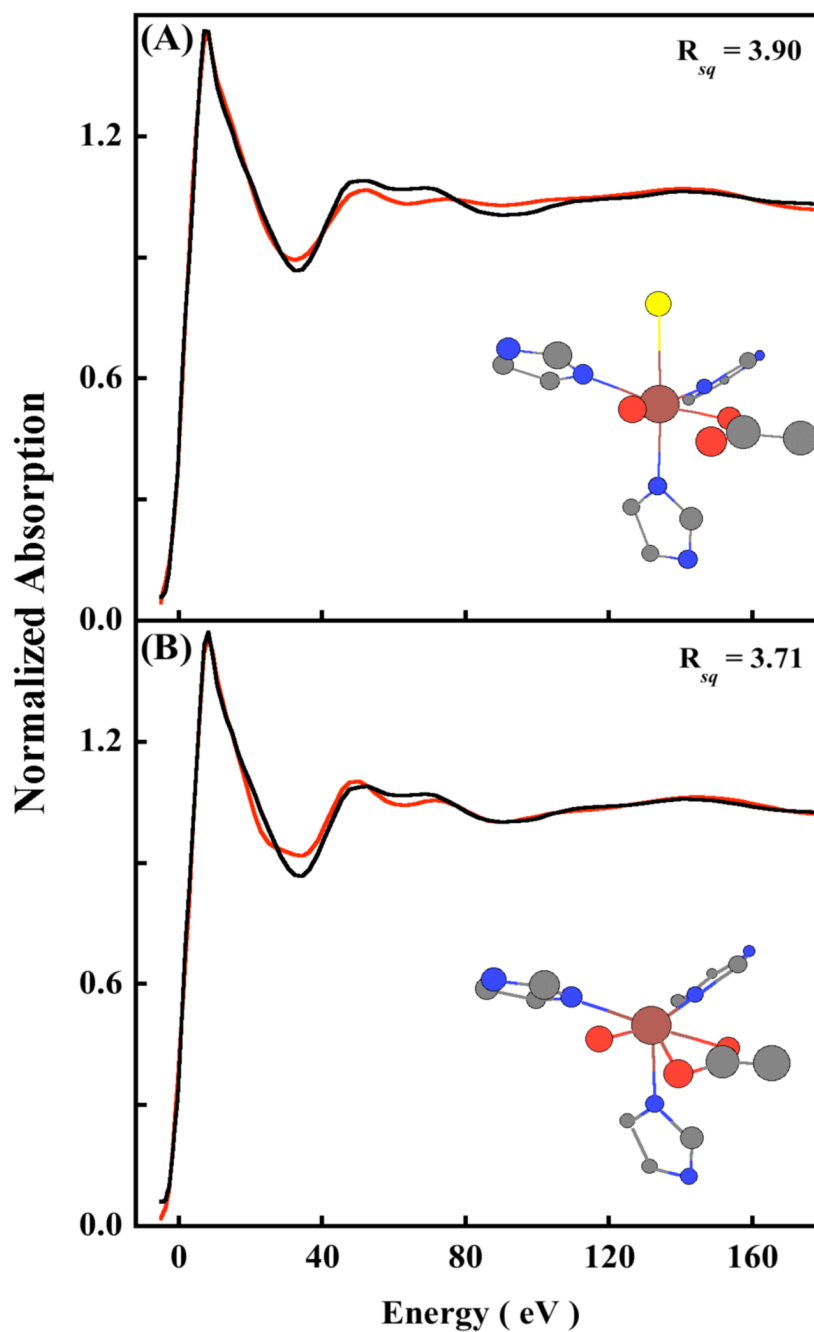 (A)
R_sq = 3.90
1.2
0.6
0.0
(B)
R_sq = 3.71
1.2
0.6
0.0
0
40
80
120
160
Normalized Absorption
Energy ( eV )